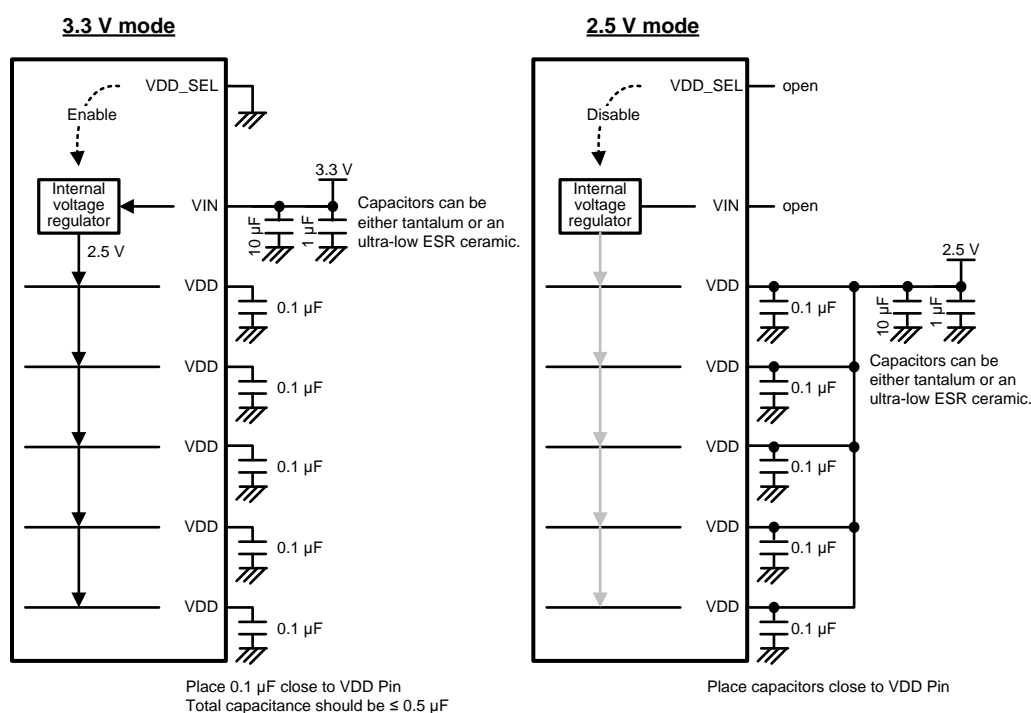 3.3 V mode
VDD_SEL
Enable
3.3 V
Internal
voltage
regulator
VIN
10 µF
1 µF
Capacitors can be
either tantalum or an
ultra-low ESR ceramic.
2.5 V
VDD
0.1 µF
VDD
0.1 µF
VDD
0.1 µF
VDD
0.1 µF
VDD
0.1 µF
Place 0.1 µF close to VDD Pin
Total capacitance should be ≤ 0.5 µF
2.5 V mode
VDD_SEL
open
Disable
Internal
voltage
regulator
VIN
open
2.5 V
VDD
0.1 µF
10 µF
1 µF
Capacitors can be
either tantalum or an
ultra-low ESR ceramic.
VDD
0.1 µF
VDD
0.1 µF
VDD
0.1 µF
VDD
0.1 µF
Place capacitors close to VDD Pin